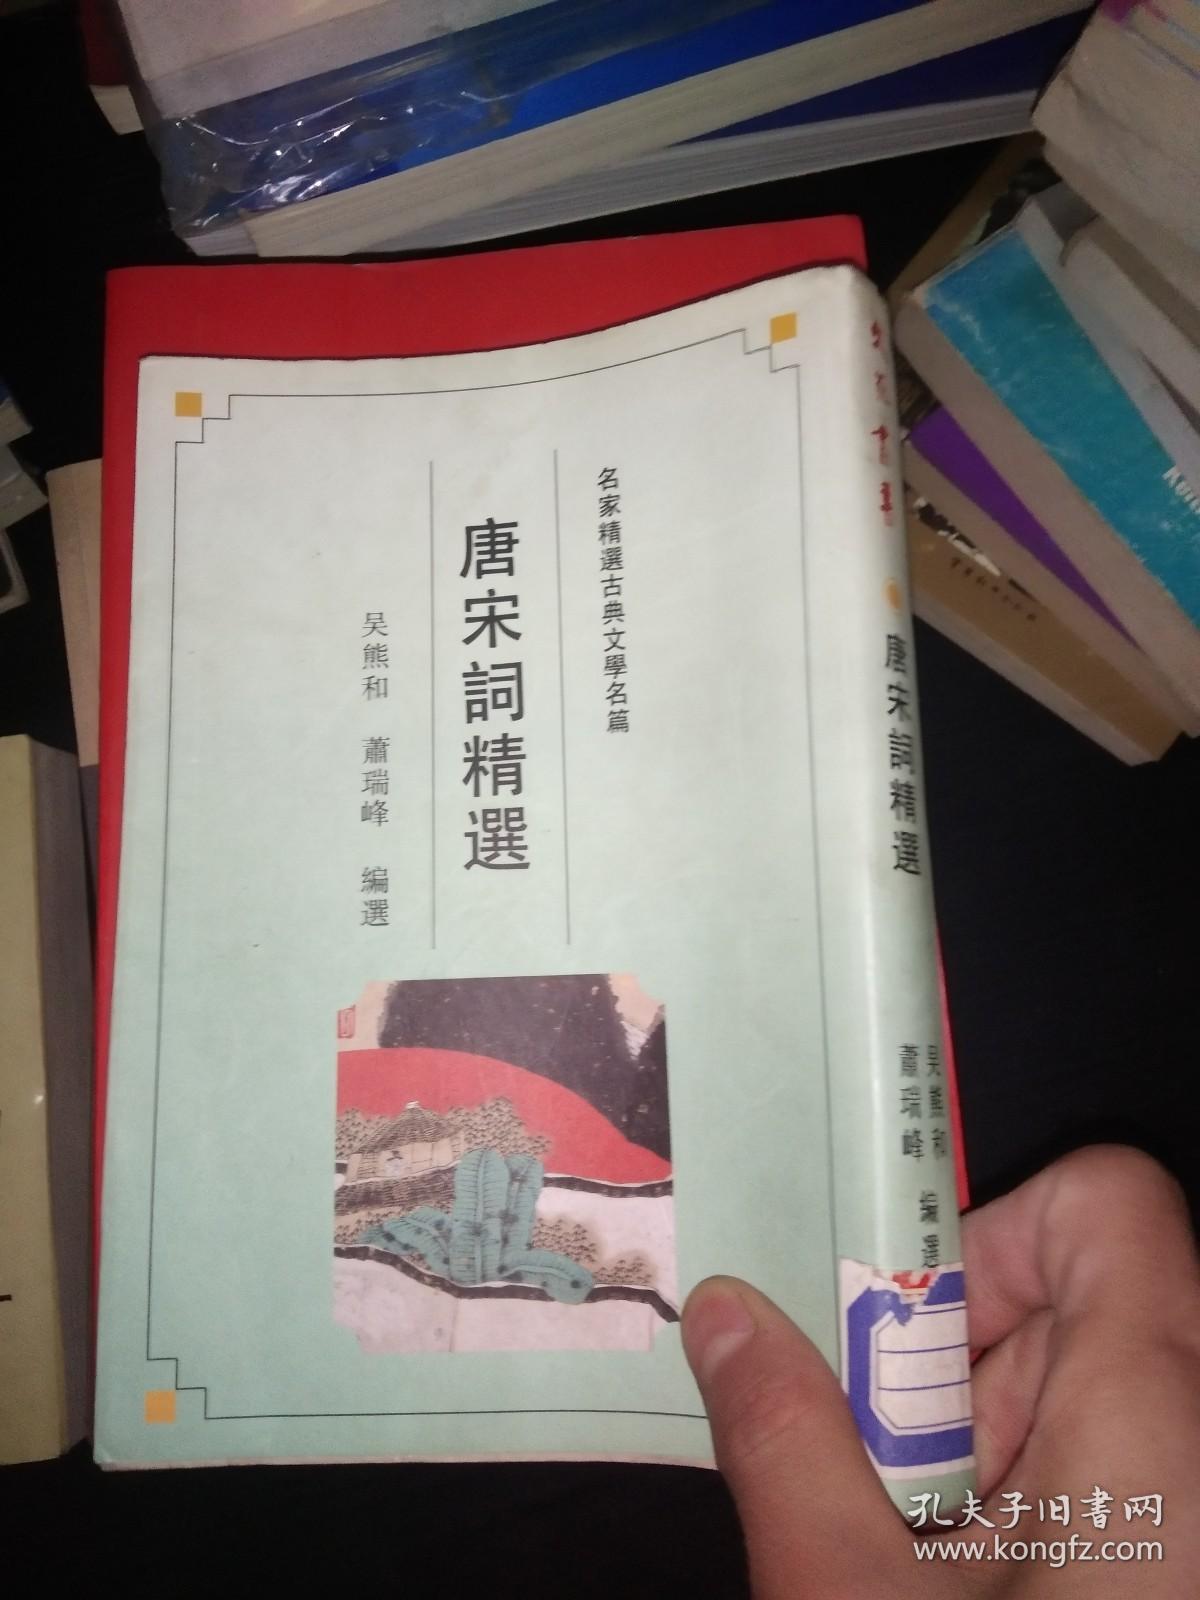 名家精選古典文學名篇
唐宋詞精選
吴熊和 蕭瑞峰 編選
唐宋詞精選
吴熊和
蕭瑞峰
編選
孔夫子旧书网
www.kongfz.com